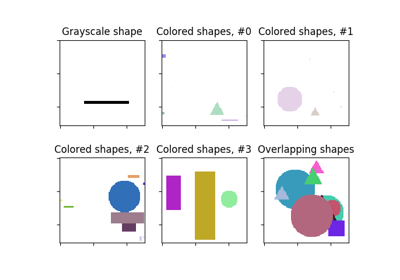 Grayscale shape
Colored shapes, #0
Colored shapes, #1
Colored shapes, #2
Colored shapes, #3
Overlapping shapes